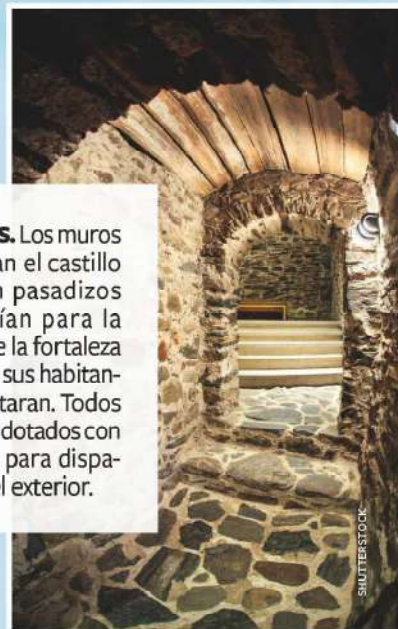 s. Los muros
an el castillo
n pasadizos
ían para la
e la fortaleza
sus habitan-
taran. Todos
dotados con
para dispa-
l exterior.
SHUTTERSTOCK